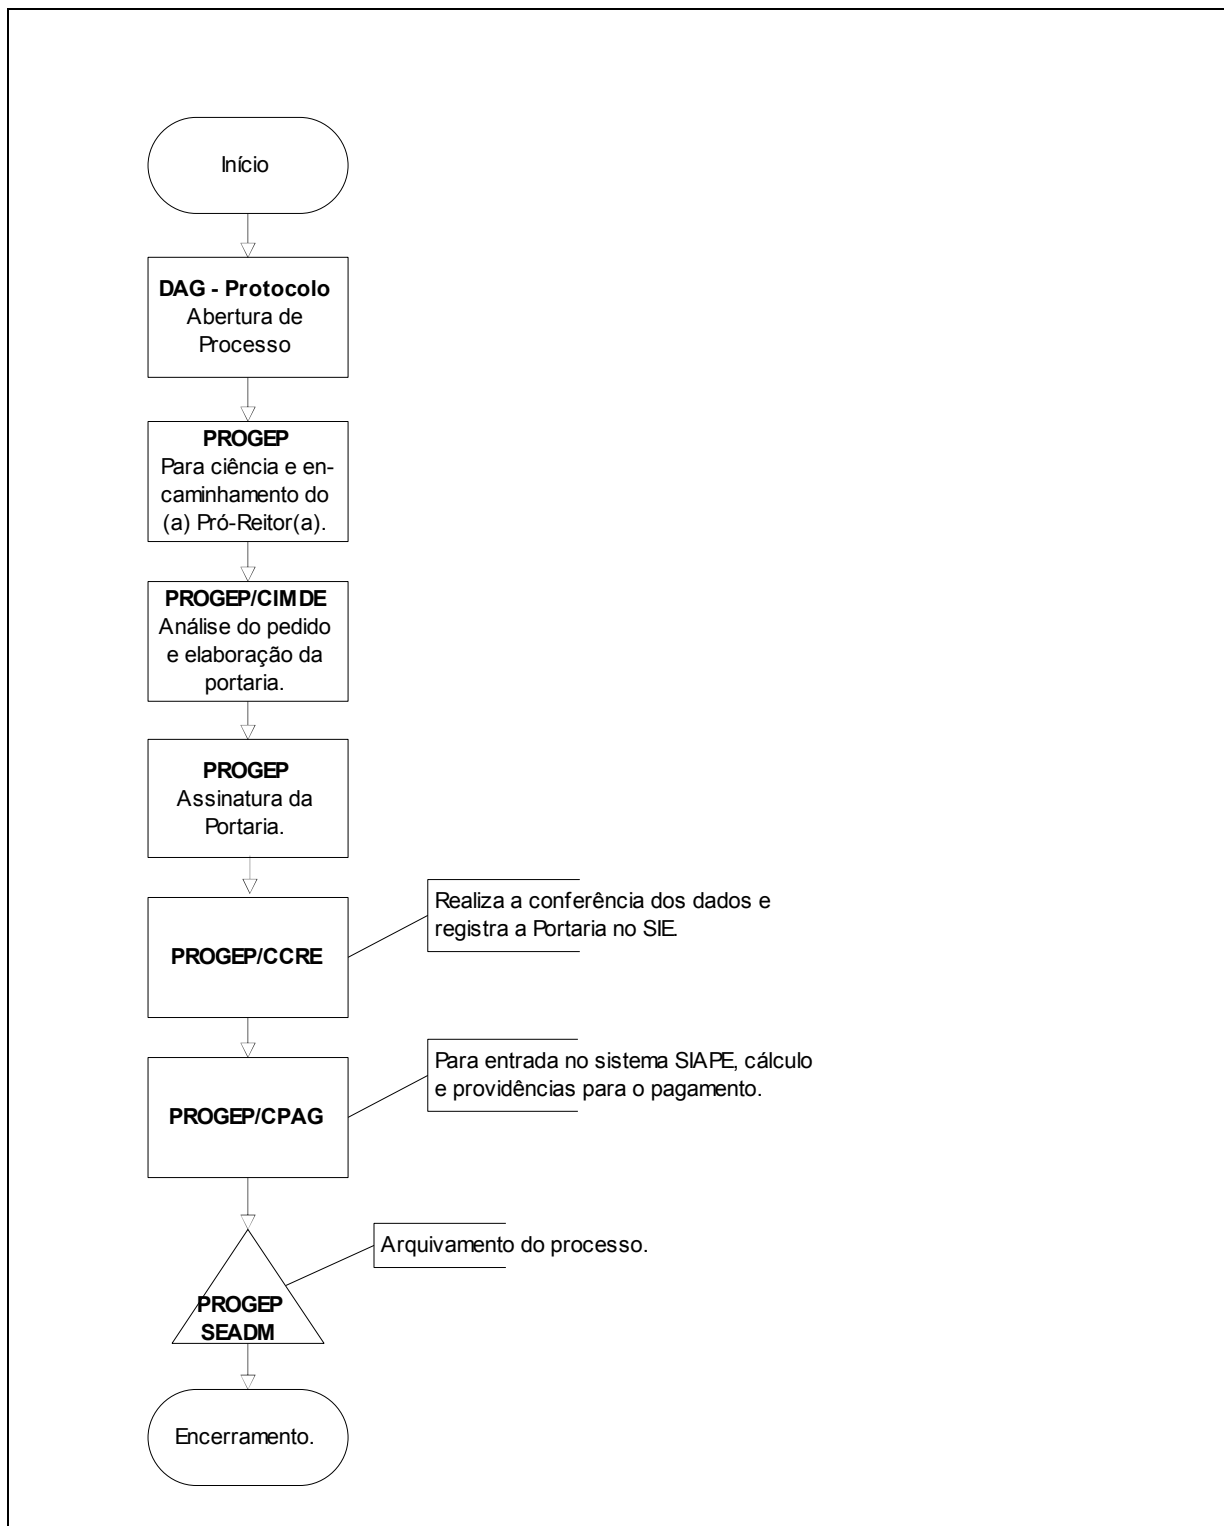 Início
DAG - Protocolo
Abertura de
Processo
PROGEP
Para ciência e en-
caminhamento do
(a) Pró-Reitor(a).
PROGEP/CIMDE
Análise do pedido
e elaboração da
portaria.
PROGEP
Assinatura da
Portaria.
PROGEP/CCRE
Realiza a conferência dos dados e
registra a Portaria no SIE.
PROGEP/CPAG
Para entrada no sistema SIAPE, cálculo
e providências para o pagamento.
PROGEP
SEADM
Arquivamento do processo.
Encerramento.